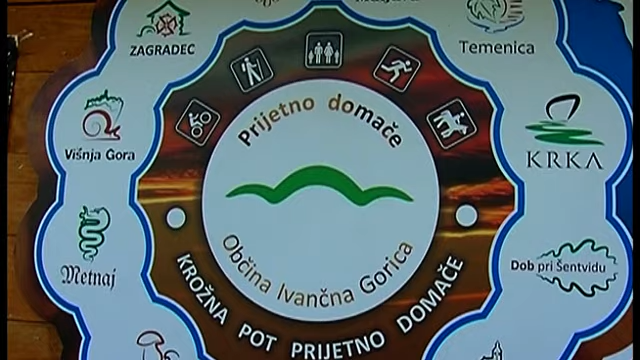 ZAGRADEC
Temenica
Višnja Gora
KRKA
Prijetno domače
Občina Ivančna Gorica
Metnaj
Dob pri Šentvidu
KROŽNA POT PRIJETNO DOMAČE